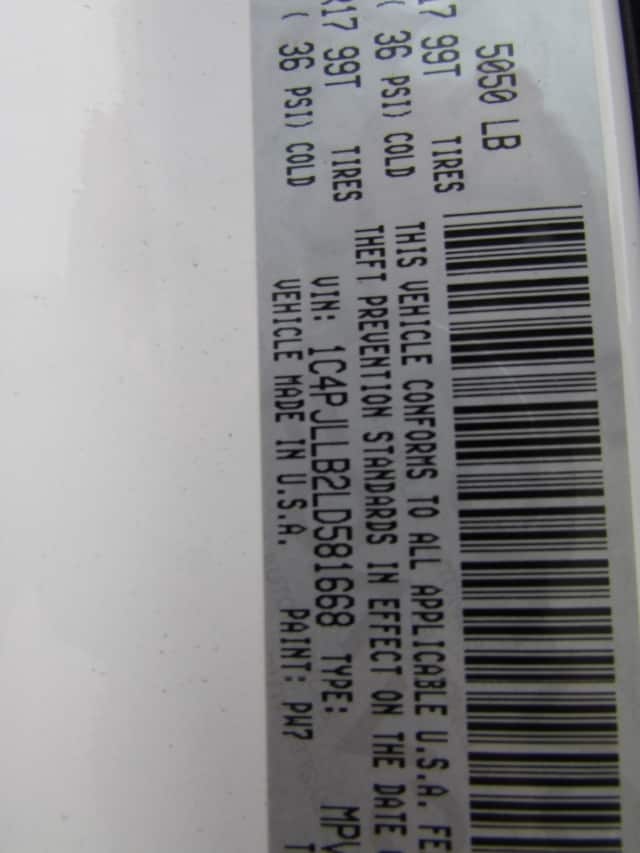 5050 LB
17 99T TIRES
( 36 PSI) COLD
R17 99T TIRES
( 36 PSI) COLD
THIS VEHICLE CONFORMS TO ALL APPLICABLE U.S.A. FE
THEFT PREVENTION STANDARDS IN EFFECT ON THE DATE
VIN: 1C4PJLLB2LD581668 TYPE: MPV
VEHICLE MADE IN U.S.A. PAINT: PW7 T